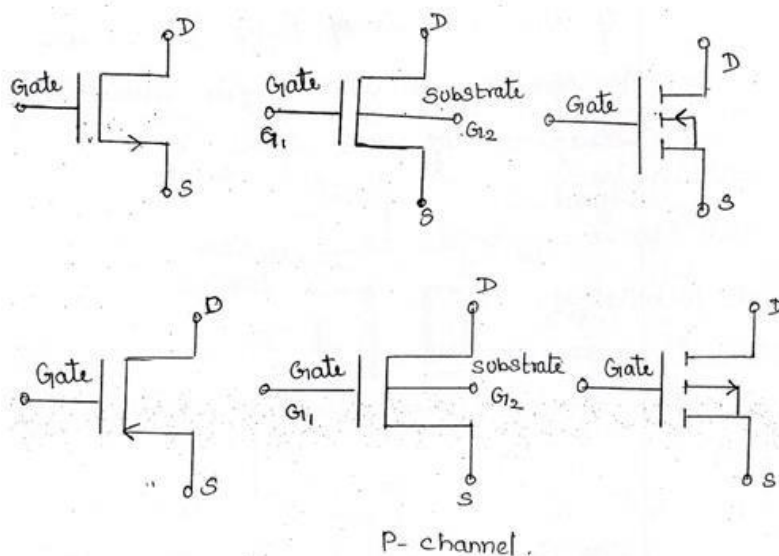 D
Gate
S
D
Gate
G1
Substrate
G2
S
D
Gate
S
D
Gate
S
D
Gate
G1
Substrate
G2
S
D
Gate
S
P- channel.